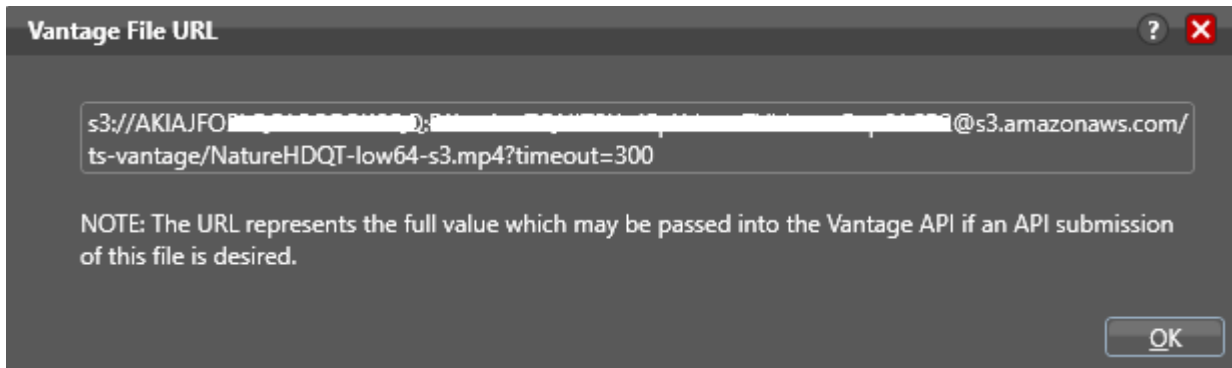 Vantage File URL
?
s3://AKIAJFO @s3.amazonaws.com/
ts-vantage/NatureHDQT-low64-s3.mp4?timeout=300
NOTE: The URL represents the full value which may be passed into the Vantage API if an API submission
of this file is desired.
OK